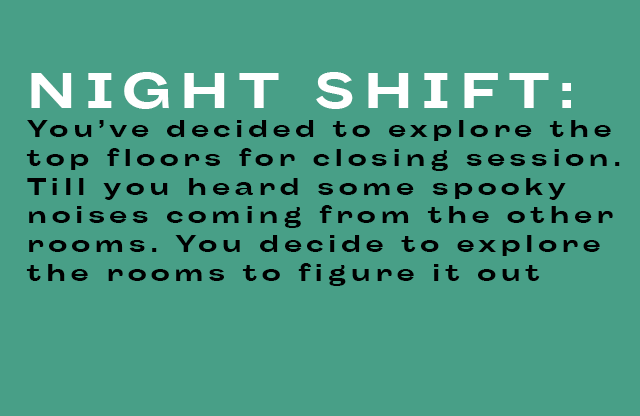 NIGHT SHIFT:
You’ve decided to explore the
top floors for closing session.
Till you heard some spooky
noises coming from the other
rooms. You decide to explore
the rooms to figure it out